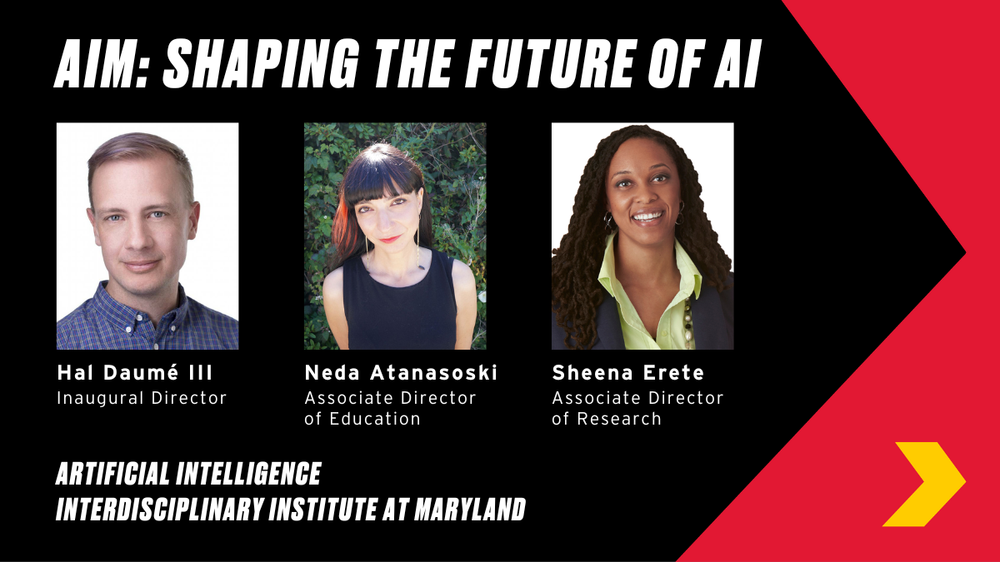 AIM: SHAPING THE FUTURE OF AI
Hal Daumé III
Inaugural Director
Neda Atanasoski
Associate Director
of Education
Sheena Erete
Associate Director
of Research
ARTIFICIAL INTELLIGENCE
INTERDISCIPLINARY INSTITUTE AT MARYLAND